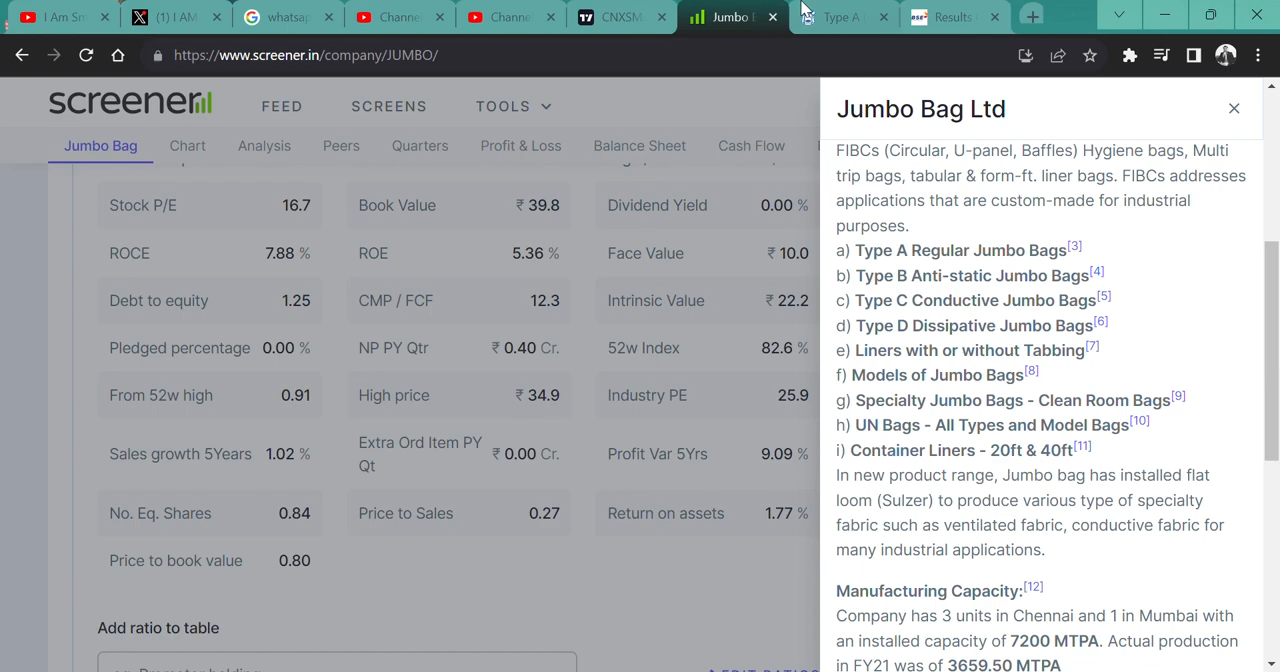 I Am Sm
(1) I AM
whatsap
Channe
Channe
CNXSM
Jumbo
Type A
Results
https://www.screener.in/company/JUMBO/
screener
FEED
SCREENS
TOOLS
Jumbo Bag
Chart
Analysis
Peers
Quarters
Profit & Loss
Balance Sheet
Cash Flow
Stock P/E 16.7
Book Value ₹ 39.8
Dividend Yield 0.00 %
ROCE 7.88 %
ROE 5.36 %
Face Value ₹ 10.0
Debt to equity 1.25
CMP / FCF 12.3
Intrinsic Value ₹ 22.2
Pledged percentage 0.00 %
NP PY Qtr ₹ 0.40 Cr.
52w Index 82.6 %
From 52w high 0.91
High price ₹ 34.9
Industry PE 25.9
Sales growth 5Years 1.02 %
Extra Ord Item PY
Qt ₹ 0.00 Cr.
Profit Var 5Yrs 9.09 %
No. Eq. Shares 0.84
Price to Sales 0.27
Return on assets 1.77 %
Price to book value 0.80
Add ratio to table
Jumbo Bag Ltd
FIBCs (Circular, U-panel, Baffles) Hygiene bags, Multi
trip bags, tabular & form-ft. liner bags. FIBCs addresses
applications that are custom-made for industrial
purposes.
a) Type A Regular Jumbo Bags[3]
b) Type B Anti-static Jumbo Bags[4]
c) Type C Conductive Jumbo Bags[5]
d) Type D Dissipative Jumbo Bags[6]
e) Liners with or without Tabbing[7]
f) Models of Jumbo Bags[8]
g) Specialty Jumbo Bags - Clean Room Bags[9]
h) UN Bags - All Types and Model Bags[10]
i) Container Liners - 20ft & 40ft[11]
In new product range, Jumbo bag has installed flat
loom (Sulzer) to produce various type of specialty
fabric such as ventilated fabric, conductive fabric for
many industrial applications.
Manufacturing Capacity:[12]
Company has 3 units in Chennai and 1 in Mumbai with
an installed capacity of 7200 MTPA. Actual production
in FY21 was of 3659.50 MTPA